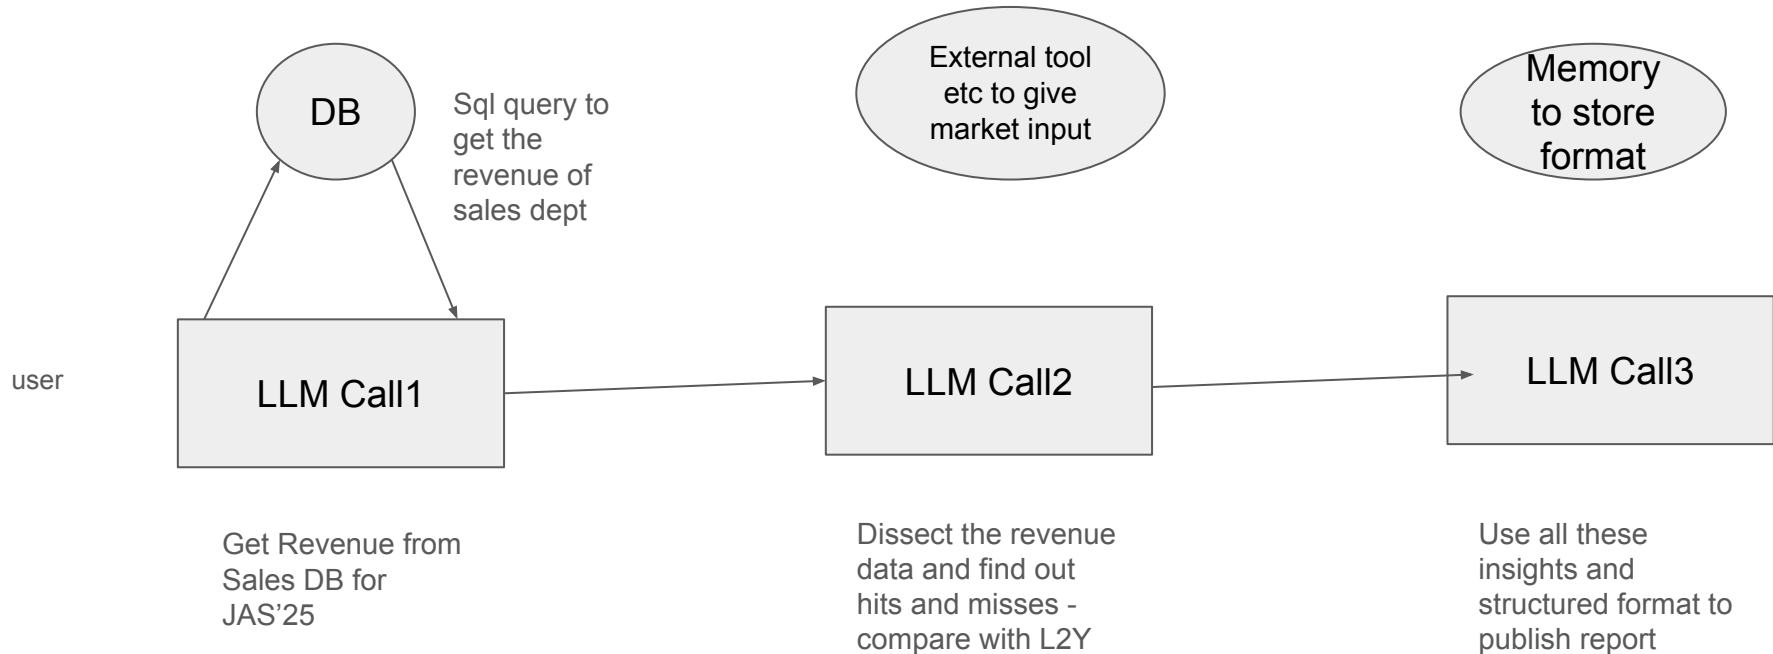 DB
Sql query to
get the
revenue of
sales dept
External tool
etc to give
market input
Memory
to store
format
user
LLM Call1
LLM Call2
LLM Call3
Get Revenue from
Sales DB for
JAS’25
Dissect the revenue
data and find out
hits and misses -
compare with L2Y
Use all these
insights and
structured format to
publish report